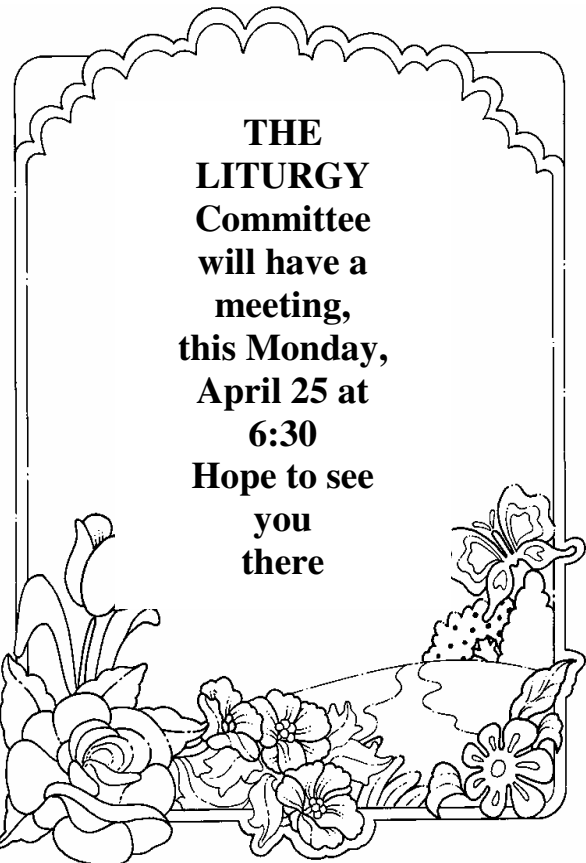 THE
LITURGY
Committee
will have a
meeting,
this Monday,
April 25 at
6:30
Hope to see
you
there